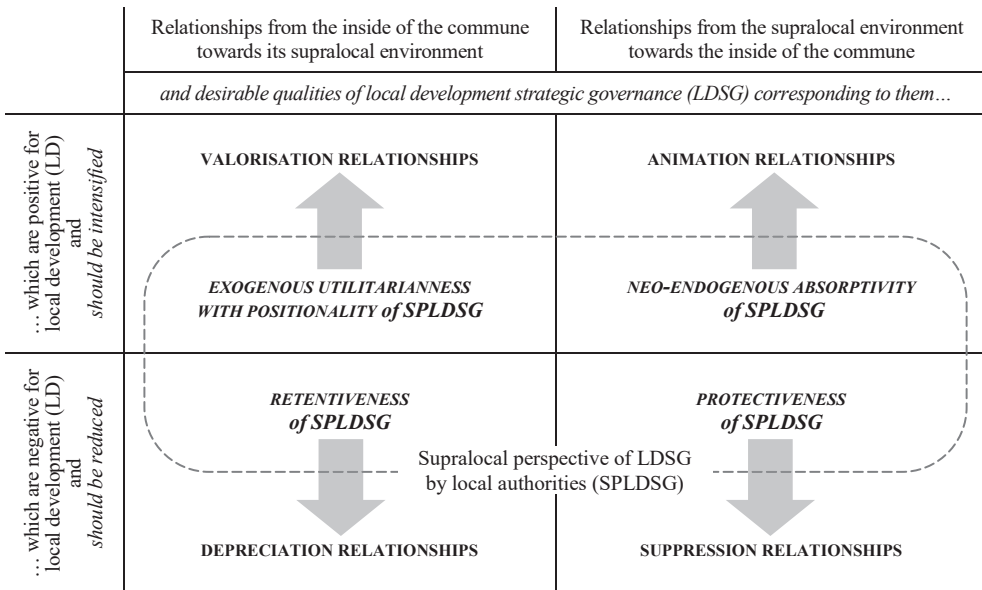 Relationships from the inside of the commune
towards its supralocal environment
Relationships from the supralocal environment
towards the inside of the commune
and desirable qualities of local development strategic governance (LDSG) corresponding to them…
… which are positive for
local development (LD)
and
should be intensified
VALORISATION RELATIONSHIPS
EXOGENOUS UTILITARIANNESS
WITH POSITIONALITY of SPLDSG
ANIMATION RELATIONSHIPS
NEO-ENDOGENOUS ABSORPTIVITY
of SPLDSG
… which are negative for
local development (LD)
and
should be reduced
RETENTIVENESS
of SPLDSG
PROTECTIVENESS
of SPLDSG
Supralocal perspective of LDSG
by local authorities (SPLDSG)
DEPRECIATION RELATIONSHIPS
SUPPRESSION RELATIONSHIPS